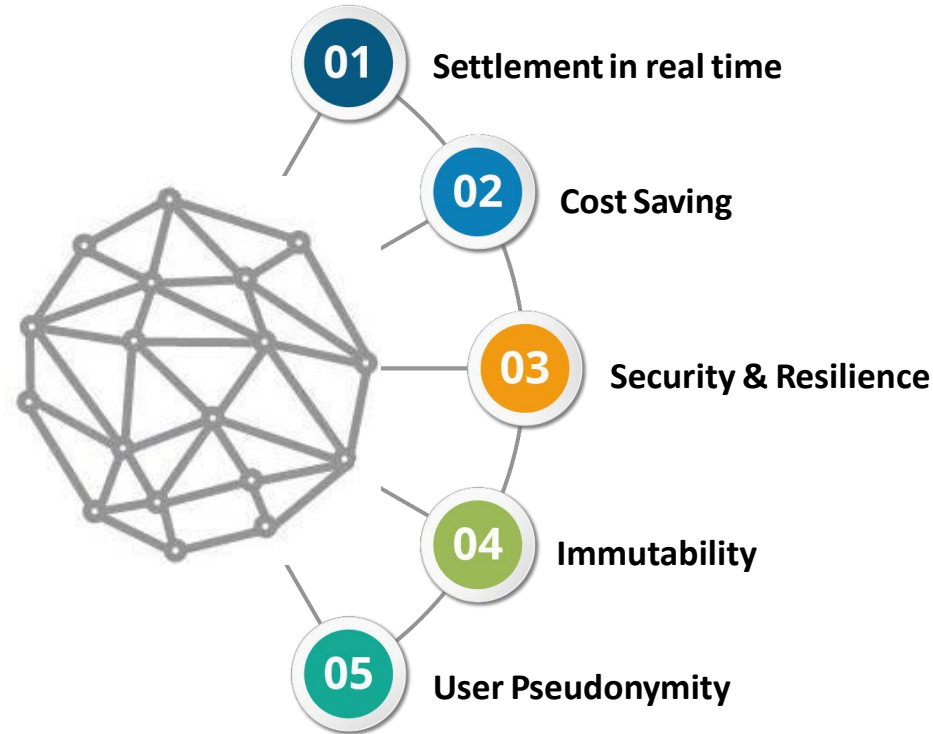 01 Settlement in real time
02 Cost Saving
03 Security & Resilience
04 Immutability
05 User Pseudonymity